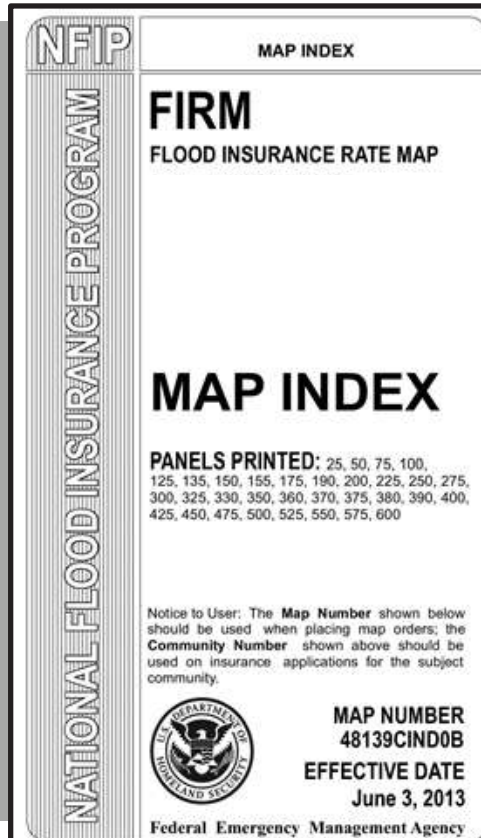 NFIP
MAP INDEX
NATIONAL FLOOD INSURANCE PROGRAM
FIRM
FLOOD INSURANCE RATE MAP
MAP INDEX
PANELS PRINTED: 25, 50, 75, 100,
125, 135, 150, 155, 175, 190, 200, 225, 250, 275,
300, 325, 330, 350, 360, 370, 375, 380, 390, 400,
425, 450, 475, 500, 525, 550, 575, 600
Notice to User: The Map Number shown below
should be used when placing map orders; the
Community Number shown above should be
used on insurance applications for the subject
community.
U.S. DEPARTMENT OF
HOMELAND SECURITY
MAP NUMBER
48139CIND0B
EFFECTIVE DATE
June 3, 2013
Federal Emergency Management Agency